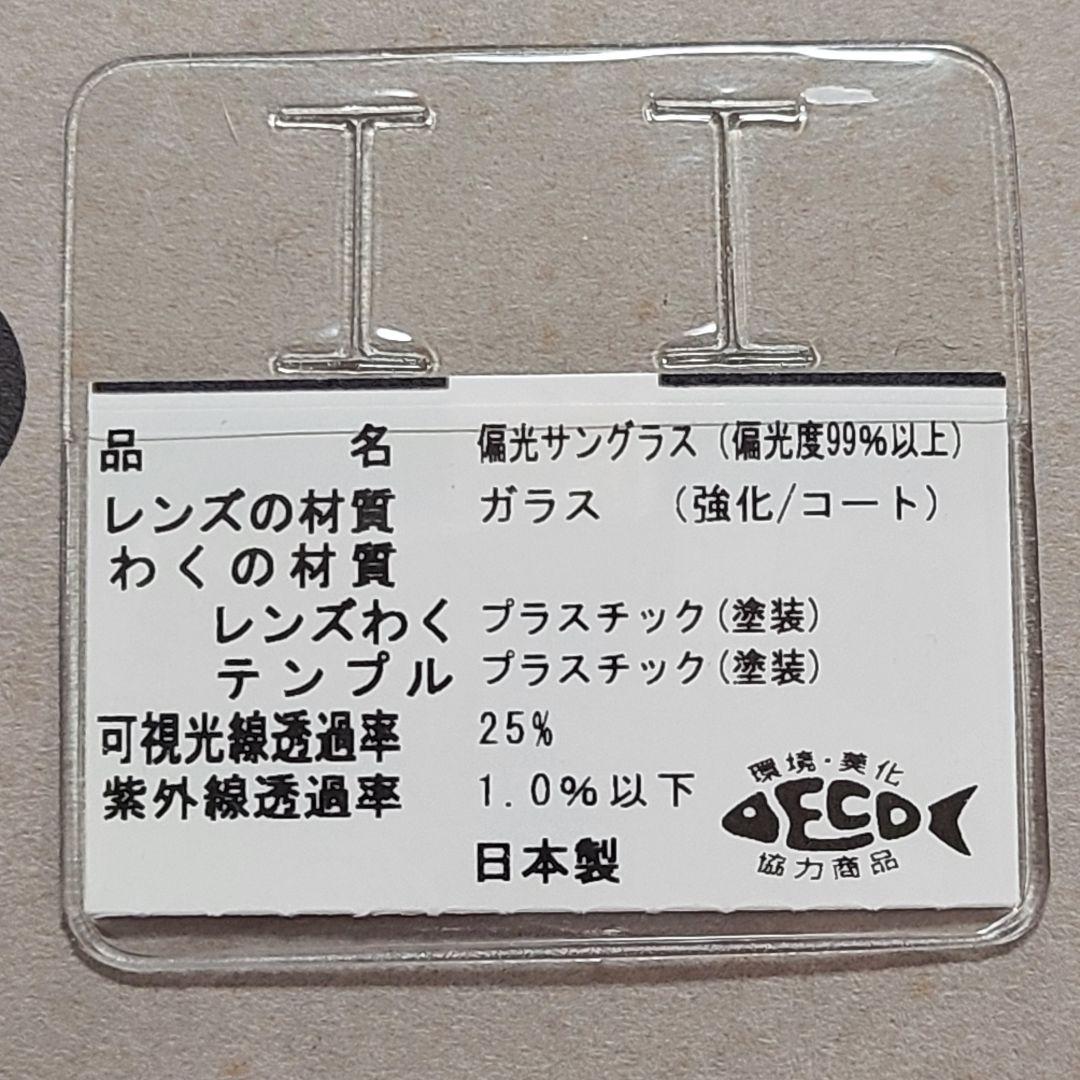 品 名 偏光サングラス (偏光度99%以上)
レンズの材質 ガラス (強化/コート)
わくの材質
レンズわく プラスチック(塗装)
テンプル プラスチック(塗装)
可視光線透過率 25%
紫外線透過率 1.0%以下
日本製
環境・美化
ECO
協力商品